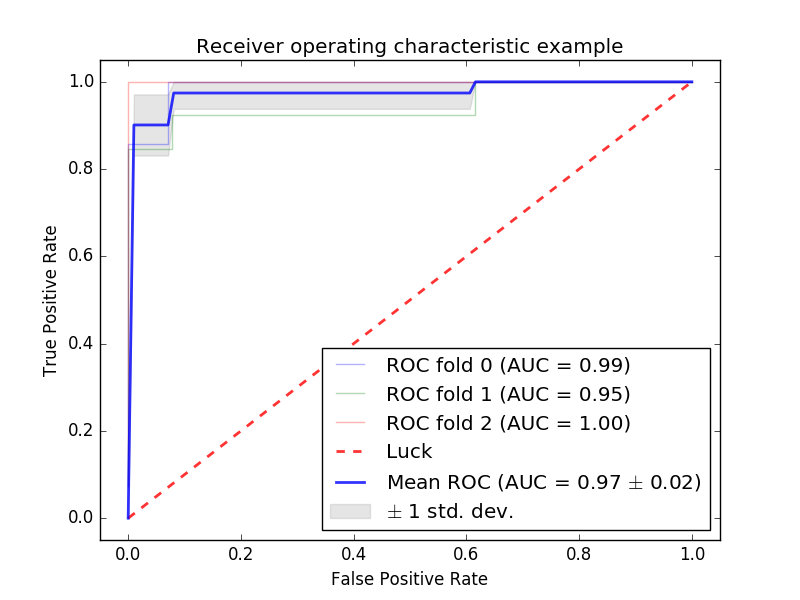 Receiver operating characteristic example
1.0
0.8
0.6
0.4
0.2
0.0
True Positive Rate
ROC fold 0 (AUC = 0.99)
ROC fold 1 (AUC = 0.95)
ROC fold 2 (AUC = 1.00)
Luck
Mean ROC (AUC = 0.97 ± 0.02)
± 1 std. dev.
0.0 0.2 0.4 0.6 0.8 1.0
False Positive Rate